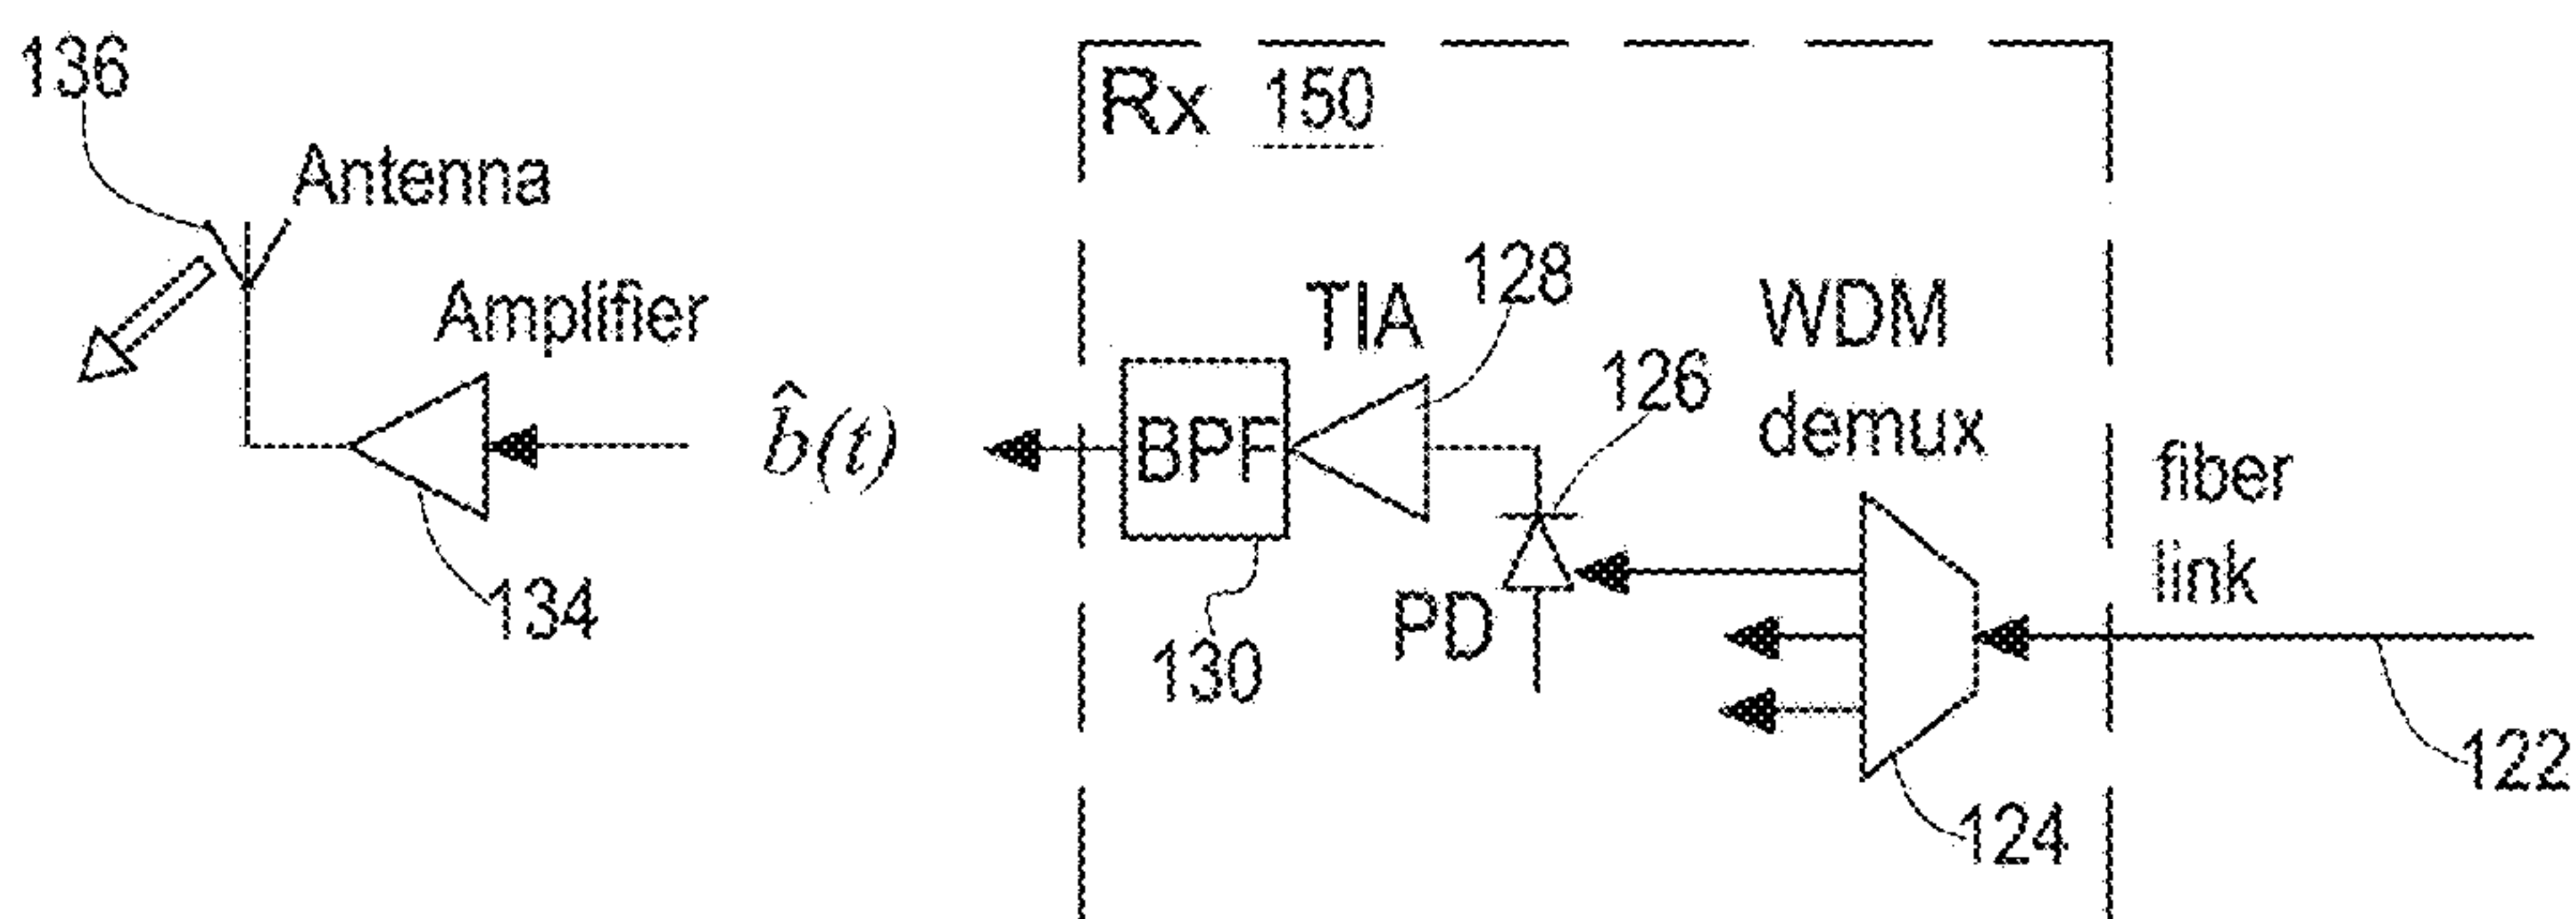 136
Antenna
Amplifier
134
b̂(t)
Rx 150
TIA
128
BPF
130
126
PD
WDM
demux
124
fiber
link
122